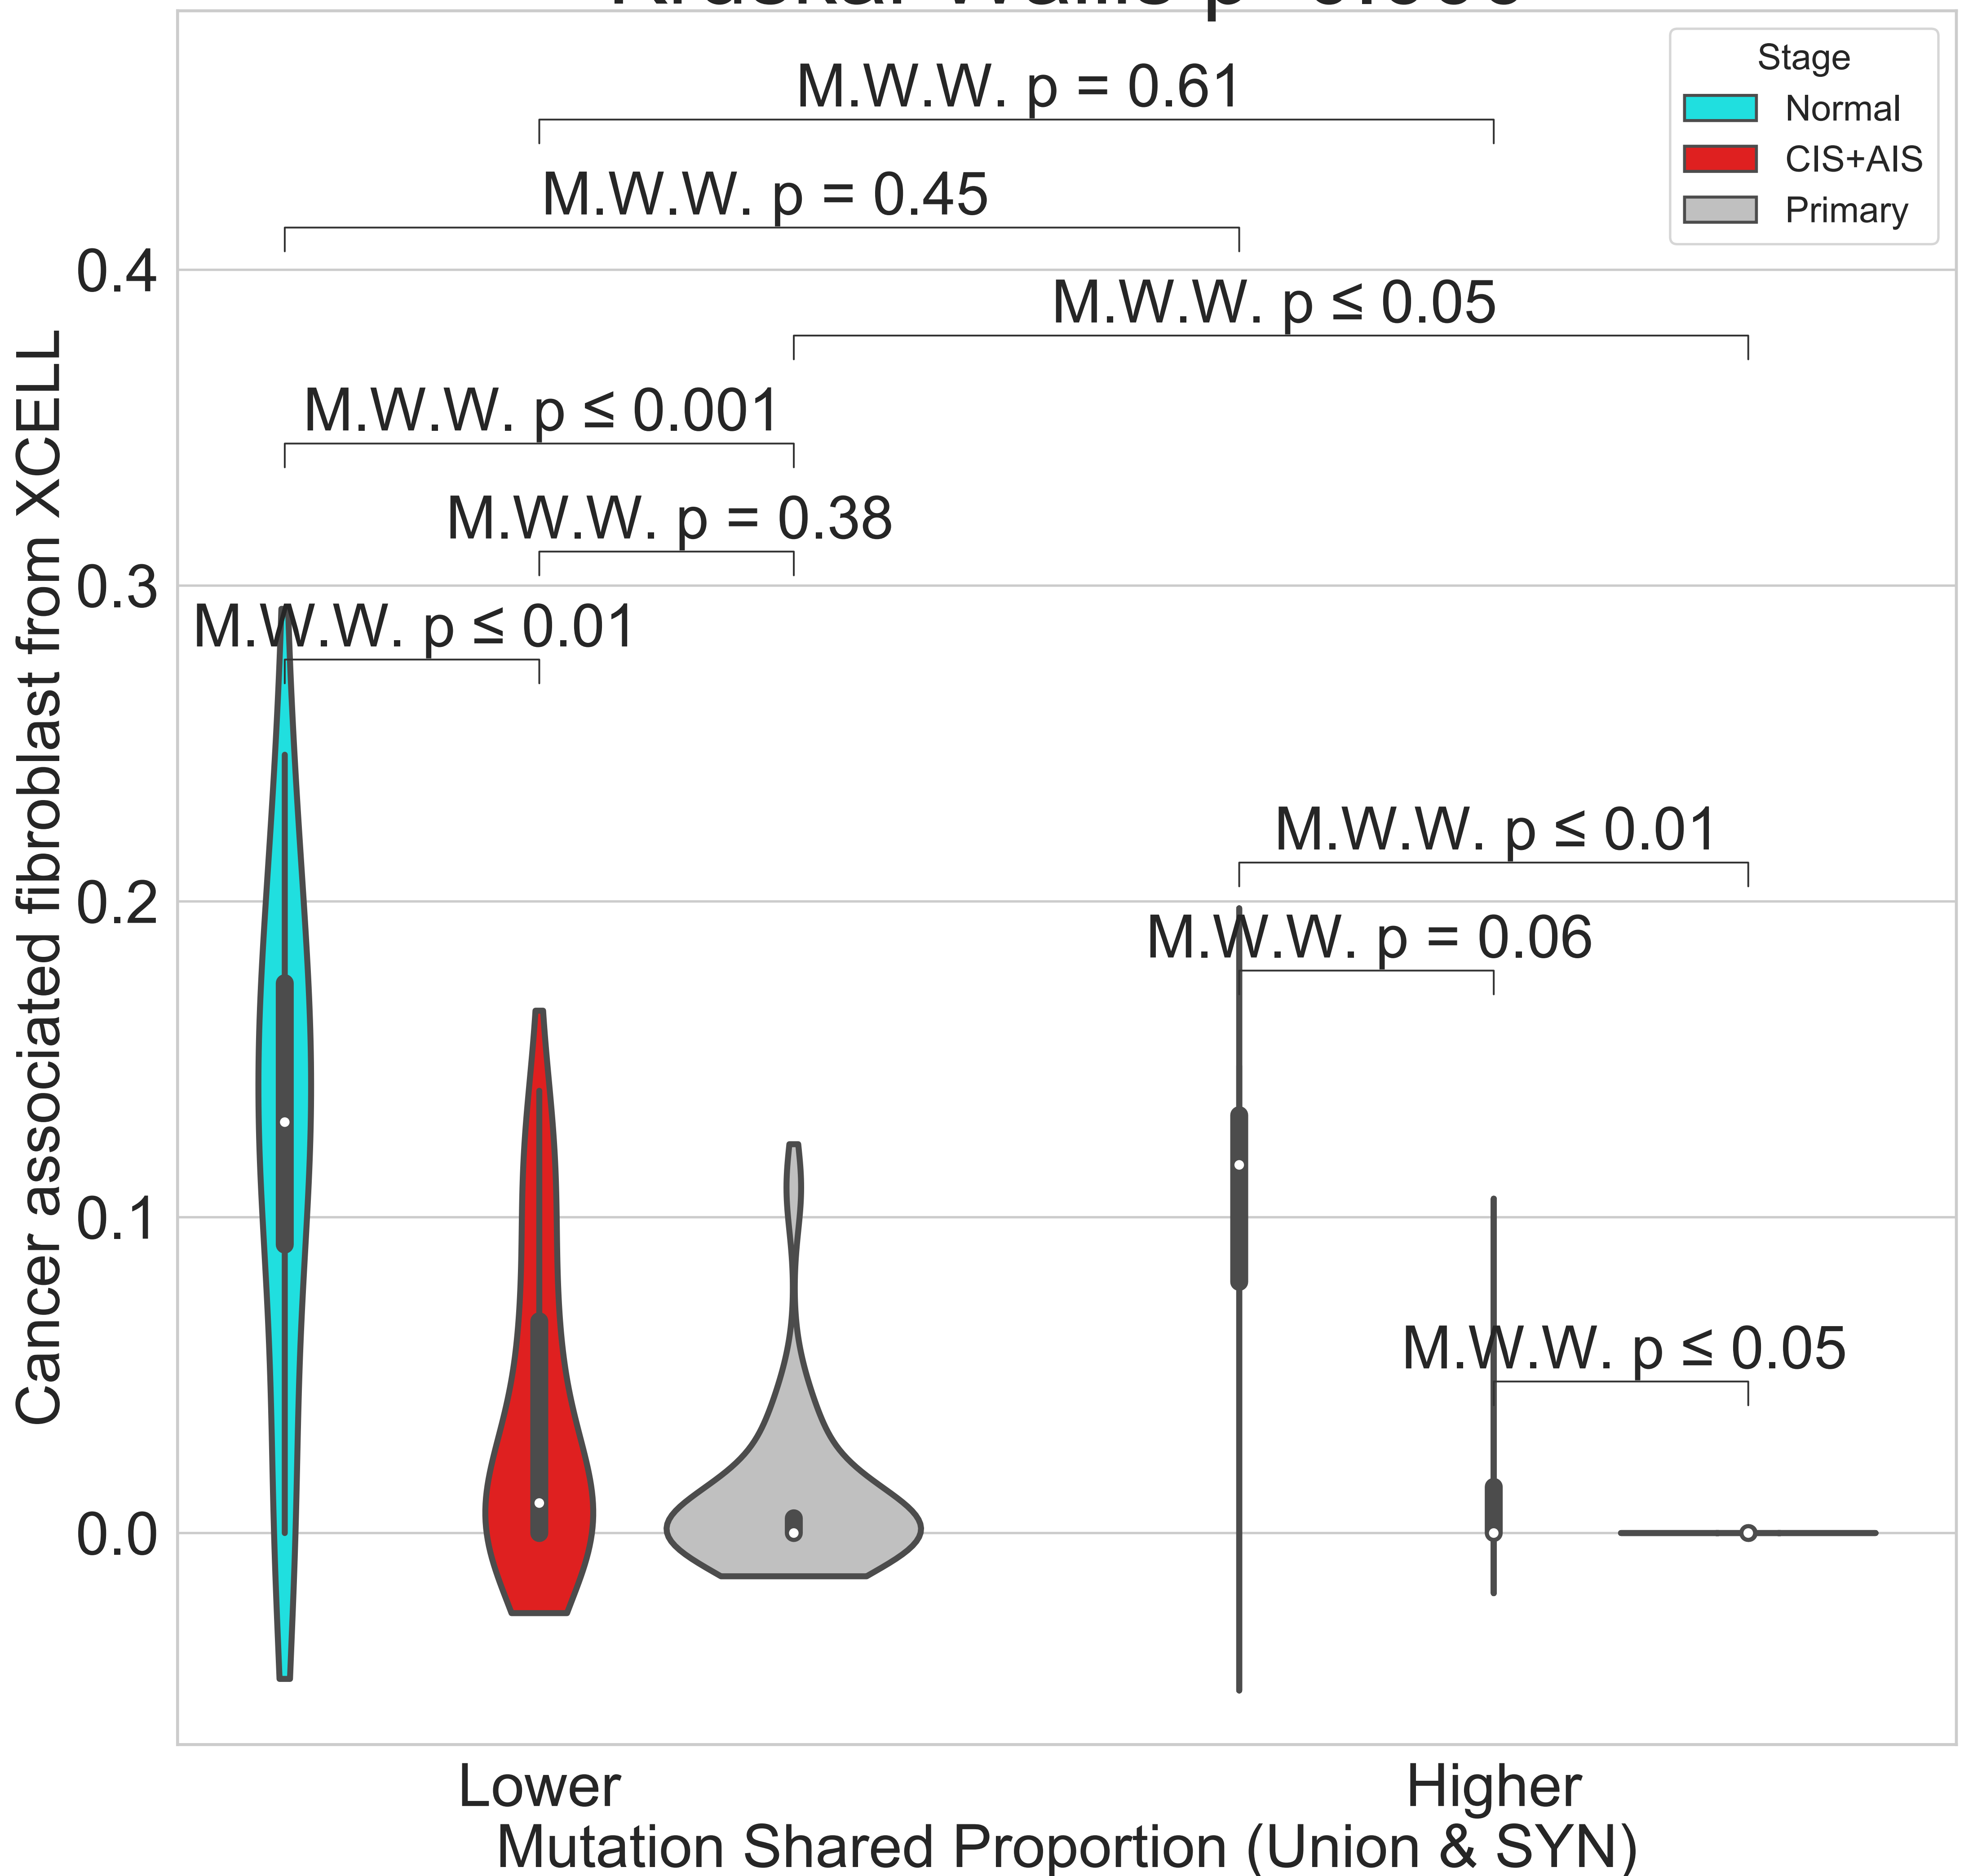 Stage
Normal
CIS+AIS
Primary
M.W.W. p = 0.61
M.W.W. p = 0.45
M.W.W. p ≤ 0.05
M.W.W. p ≤ 0.001
M.W.W. p = 0.38
M.W.W. p ≤ 0.01
M.W.W. p ≤ 0.01
M.W.W. p = 0.06
M.W.W. p ≤ 0.05
0.4
0.3
0.2
0.1
0.0
Cancer associated fibroblast from XCELL
Lower
Higher
Mutation Shared Proportion (Union & SYN)